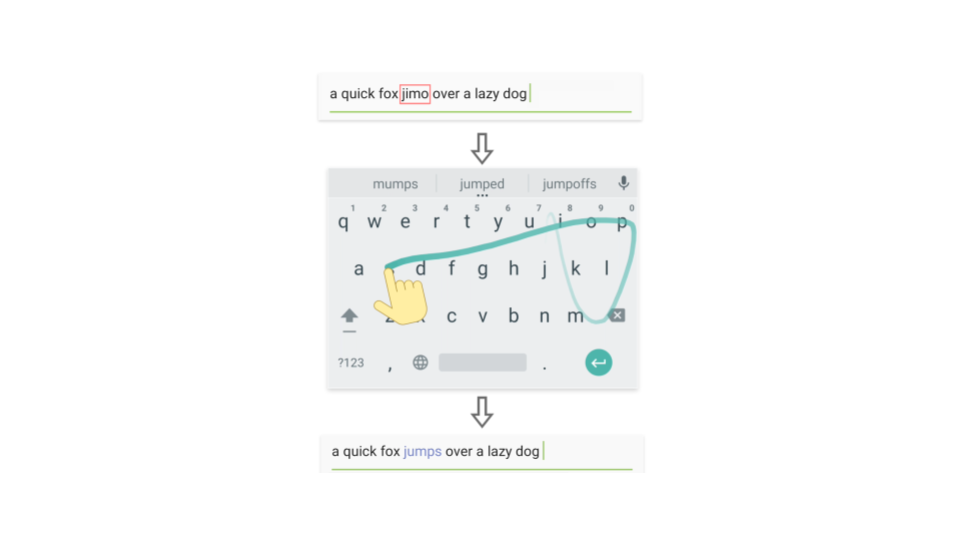 a quick fox jimo over a lazy dog
mumps jumped jumpoffs
1 2 3 4 5 6 7 8 9 0
q w e r t y u i o p
a d f g h j k l
z x c v b n m
?123 , .
a quick fox jumps over a lazy dog